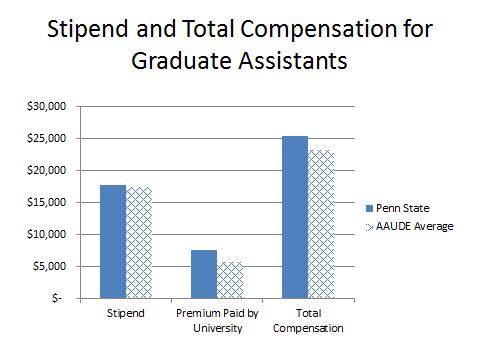 Stipend and Total Compensation for
Graduate Assistants
$30,000
$25,000
$20,000
$15,000
$10,000
$5,000
$-
Stipend
Premium Paid by
University
Total
Compensation
Penn State
AAUDE Average